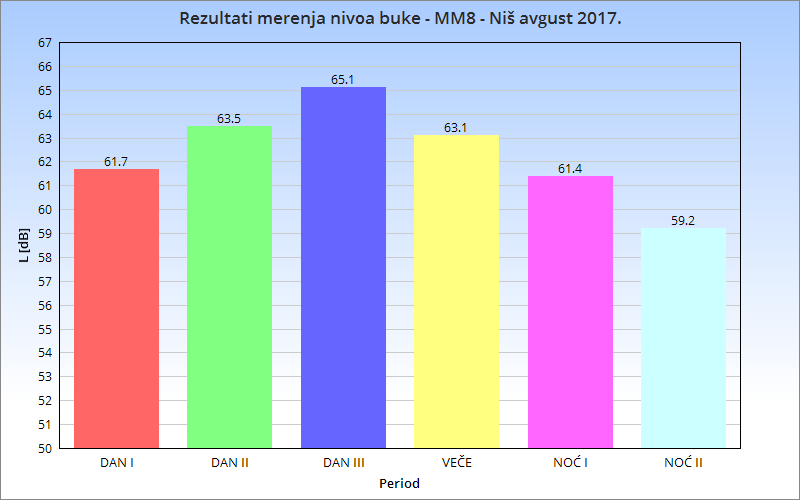 Rezultati merenja nivoa buke - MM8 - Niš avgust 2017.
67
66
65
64
63
62
61
60
59
58
57
56
55
54
53
52
51
50
L [dB]
61.7
63.5
65.1
63.1
61.4
59.2
DAN I
DAN II
DAN III
VEČE
NOĆ I
NOĆ II
Period